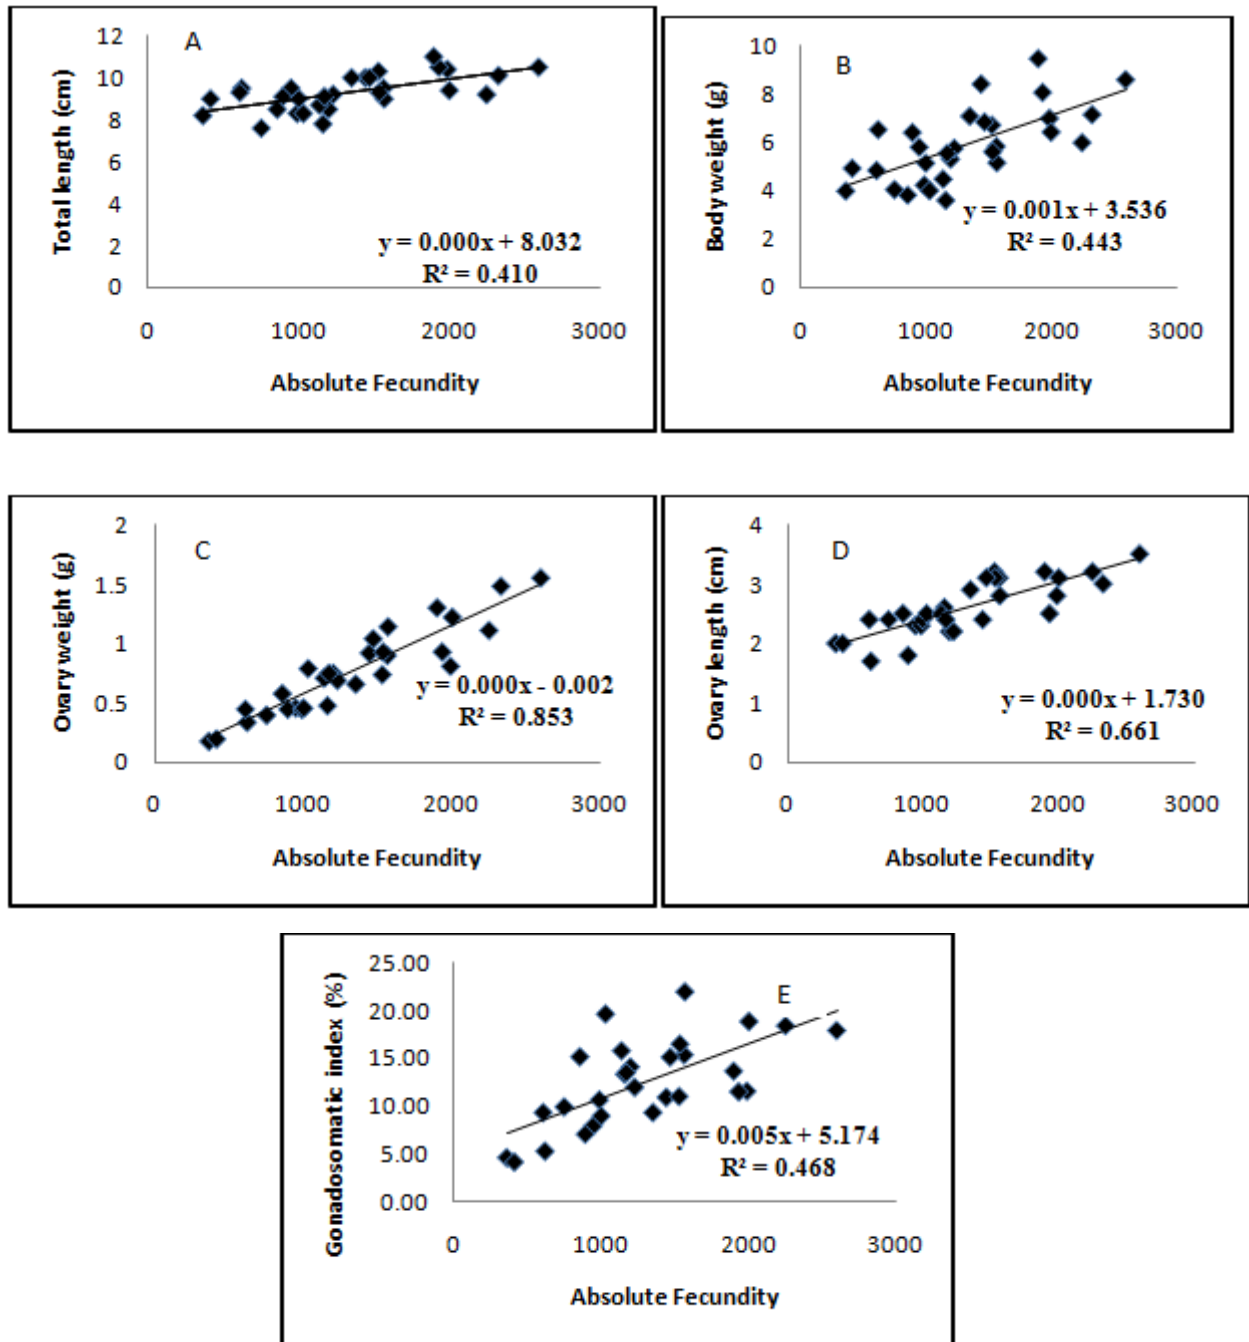 A
Total length (cm)
12
10
8
6
4
2
0
y = 0.000x + 8.032
R² = 0.410
0 1000 2000 3000
Absolute Fecundity
B
Body weight (g)
10
8
6
4
2
0
y = 0.001x + 3.536
R² = 0.443
0 1000 2000 3000
Absolute Fecundity
C
Ovary weight (g)
2
1.5
1
0.5
0
y = 0.000x - 0.002
R² = 0.853
0 1000 2000 3000
Absolute Fecundity
D
Ovary length (cm)
4
3
2
1
0
y = 0.000x + 1.730
R² = 0.661
0 1000 2000 3000
Absolute Fecundity
E
Gonadosomatic index (%)
25.00
20.00
15.00
10.00
5.00
0.00
y = 0.005x + 5.174
R² = 0.468
0 1000 2000 3000
Absolute Fecundity